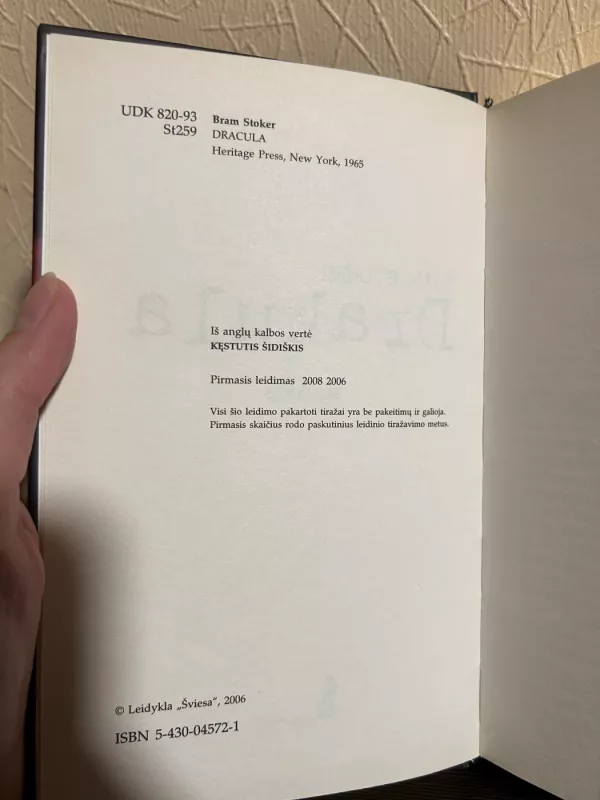 UDK 820-93
St259
Bram Stoker
DRACULA
Heritage Press, New York, 1965
Iš anglų kalbos vertė
KĘSTUTIS ŠIDIŠKIS
Pirmasis leidimas 2008 2006
Visi šio leidimo pakartoti tiražai yra be pakeitimų ir galioja.
Pirmasis skaičius rodo paskutinius leidinio tiražavimo metus.
© Leidykla „Šviesa“, 2006
ISBN 5-430-04572-1
Drakula